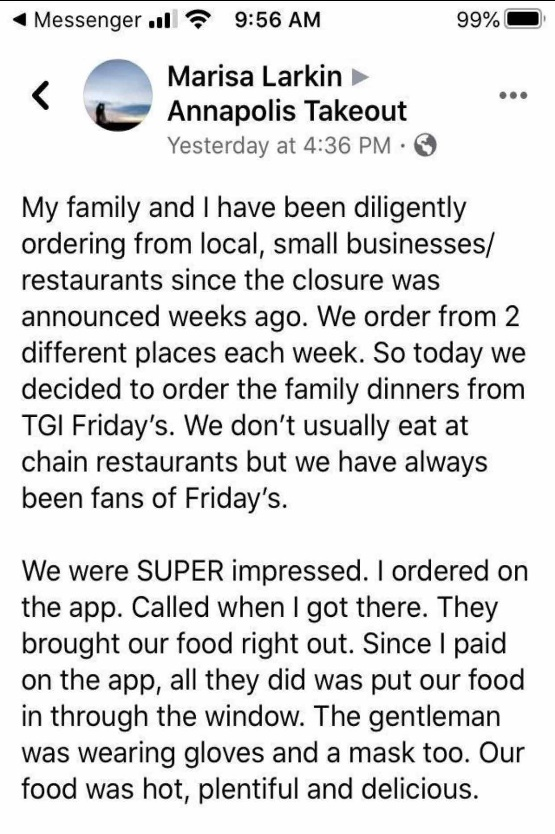 Messenger 9:56 AM 99%
Marisa Larkin
Annapolis Takeout
Yesterday at 4:36 PM ·
My family and I have been diligently
ordering from local, small businesses/
restaurants since the closure was
announced weeks ago. We order from 2
different places each week. So today we
decided to order the family dinners from
TGI Friday's. We don't usually eat at
chain restaurants but we have always
been fans of Friday's.
We were SUPER impressed. I ordered on
the app. Called when I got there. They
brought our food right out. Since I paid
on the app, all they did was put our food
in through the window. The gentleman
was wearing gloves and a mask too. Our
food was hot, plentiful and delicious.